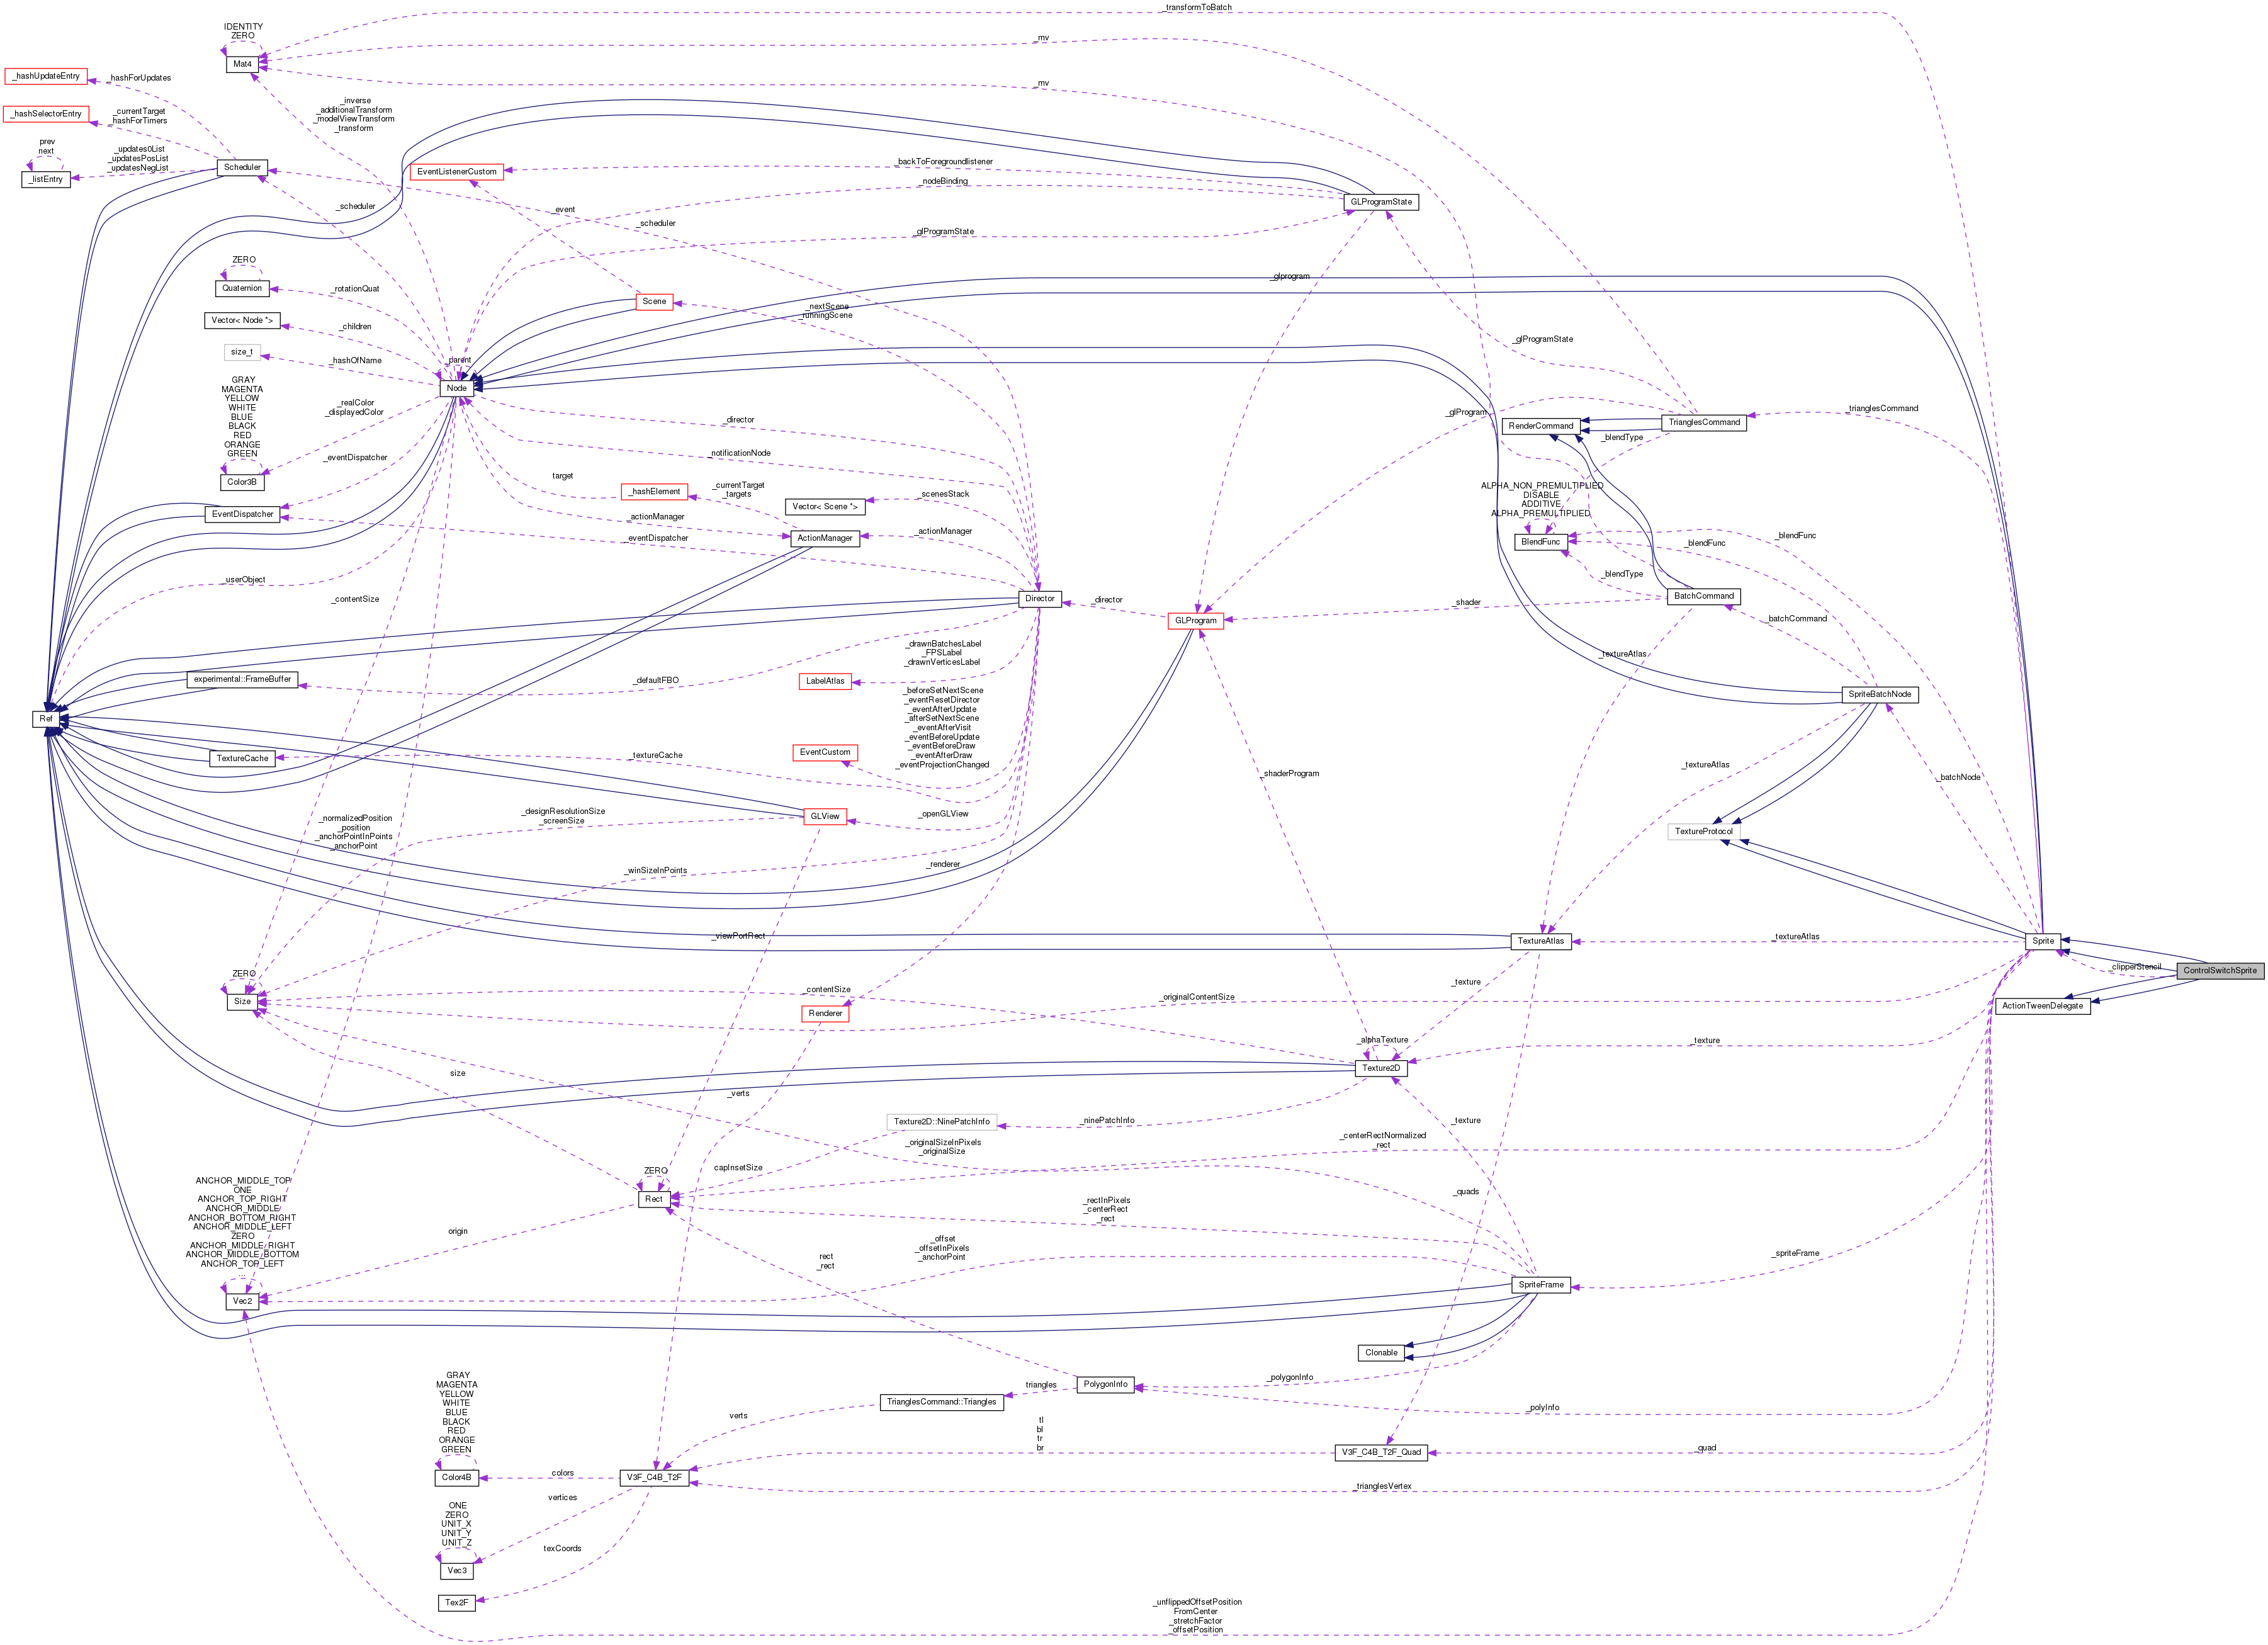 _transformToBatch
IDENTITY
ZERO
_mv
Mat4
_hashUpdateEntry
_hashForUpdates
_mv
_inverse
_additionalTransform
_modelViewTransform
_transform
_hashSelectorEntry
_currentTarget
_hashForTimers
prev
next
_updates0List
_updatesPosList
_updatesNegList
_listEntry
Scheduler
EventListenerCustom
_backToForegroundlistener
_nodeBinding
GLProgramState
_scheduler
_event
_scheduler
_glProgramState
ZERO
Quaternion
_rotationQuat
_glprogram
Scene
_nextScene
_runningScene
Vector< Node *>
_children
size_t
_hashOfName
_parent
Node
_glProgramState
GRAY
MAGENTA
YELLOW
WHITE
BLUE
BLACK
RED
ORANGE
GREEN
Color3B
_realColor
_displayedColor
_director
_glProgram
_trianglesCommand
RenderCommand
TrianglesCommand
_blendType
_eventDispatcher
_notificationNode
target
_hashElement
_currentTarget
_targets
Vector< Scene *>
_scenesStack
ALPHA_NON_PREMULTIPLIED
DISABLE
ADDITIVE
ALPHA_PREMULTIPLIED
BlendFunc
_blendFunc
_blendFunc
EventDispatcher
_actionManager
ActionManager
_actionManager
_eventDispatcher
_blendType
_userObject
_contentSize
Director
_director
GLProgram
_shader
BatchCommand
_batchCommand
_drawnBatchesLabel
_FPSLabel
_drawnVerticesLabel
LabelAtlas
_textureAtlas
experimental::FrameBuffer
_defaultFBO
SpriteBatchNode
Ref
_beforeSetNextScene
_eventResetDirector
_eventAfterUpdate
_afterSetNextScene
_eventAfterVisit
_eventBeforeUpdate
_eventBeforeDraw
_eventAfterDraw
_eventProjectionChanged
EventCustom
TextureCache
_textureCache
_shaderProgram
_textureAtlas
_batchNode
_normalizedPosition
_position
_anchorPointInPoints
_anchorPoint
_designResolutionSize
_screenSize
GLView
_openGLView
TextureProtocol
_winSizeInPoints
_renderer
_viewPortRect
TextureAtlas
_textureAtlas
Sprite
_clipperStencil
ControlSwitchSprite
ZERO
Size
_contentSize
_originalContentSize
_texture
ActionTweenDelegate
Renderer
_alphaTexture
Texture2D
_texture
size
_verts
Texture2D::NinePatchInfo
_ninePatchInfo
_texture
_centerRectNormalized
_rect
_originalSizeInPixels
_originalSize
capInsetSize
ZERO
Rect
_quads
ANCHOR_MIDDLE_TOP
ONE
ANCHOR_TOP_RIGHT
ANCHOR_MIDDLE
ANCHOR_BOTTOM_RIGHT
ANCHOR_MIDDLE_LEFT
ZERO
ANCHOR_MIDDLE_RIGHT
ANCHOR_MIDDLE_BOTTOM
ANCHOR_TOP_LEFT
...
Vec2
origin
_rectInPixels
_centerRect
_rect
_offset
_offsetInPixels
_anchorPoint
rect
_rect
_spriteFrame
SpriteFrame
Clonable
_polygonInfo
PolygonInfo
triangles
TrianglesCommand::Triangles
_polyInfo
GRAY
MAGENTA
YELLOW
WHITE
BLUE
BLACK
RED
ORANGE
GREEN
Color4B
verts
tl
bl
tr
br
V3F_C4B_T2F_Quad
_quad
colors
V3F_C4B_T2F
_trianglesVertex
vertices
ONE
ZERO
UNIT_X
UNIT_Y
UNIT_Z
Vec3
texCoords
Tex2F
_unflippedOffsetPosition
FromCenter
_stretchFactor
_offsetPosition